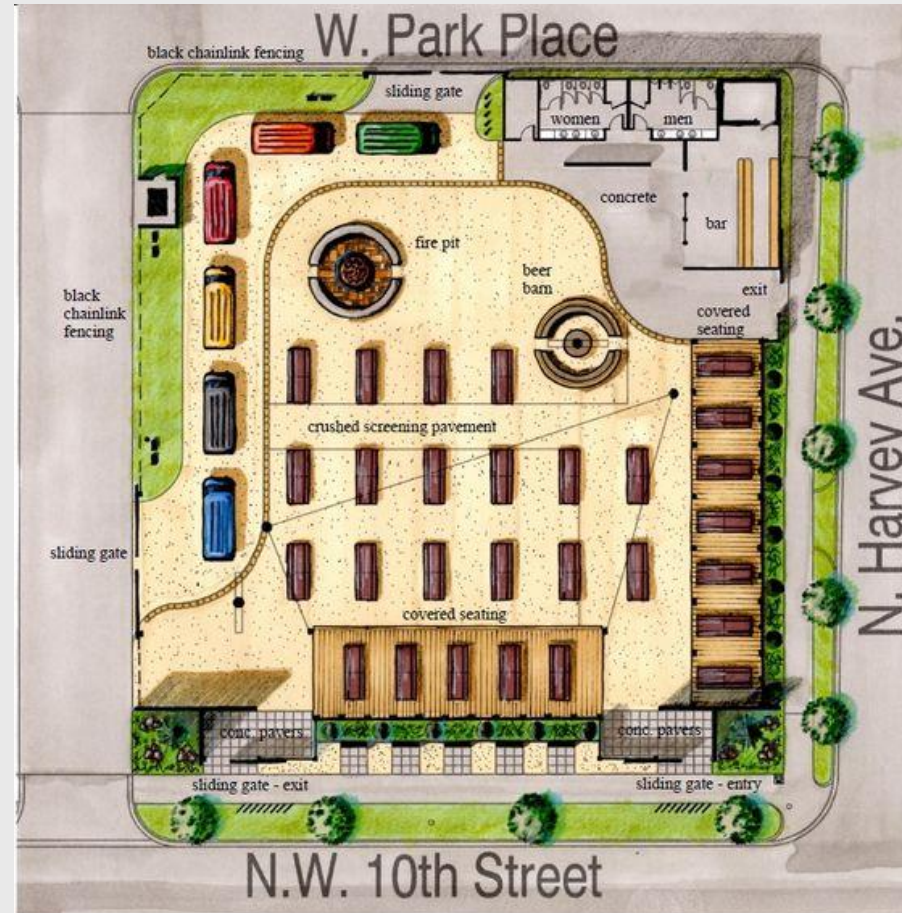 W. Park Place
black chainlink fencing
sliding gate
women
men
concrete
bar
fire pit
beer
barn
exit
black
chainlink
fencing
covered
seating
N. Harvey Ave.
crushed screening pavement
sliding gate
covered seating
conc. pavers
conc. pavers
sliding gate - exit
sliding gate - entry
N.W. 10th Street